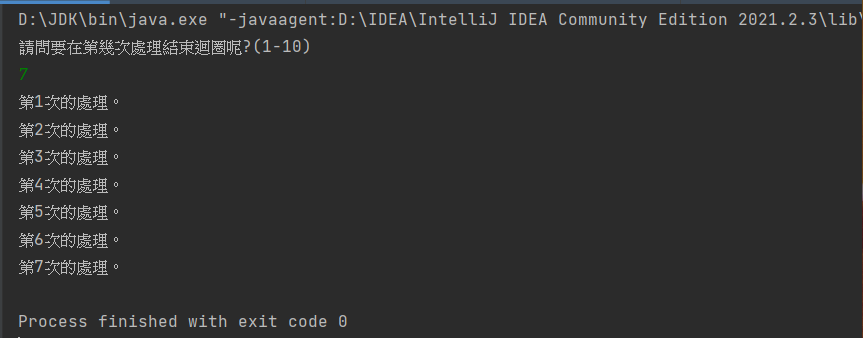 D:\JDK\bin\java.exe "-javaagent:D:\IDEA\IntelliJ IDEA Community Edition 2021.2.3\lib\
請問要在第幾次處理結束迴圈呢?(1-10)
7
第1次的處理。
第2次的處理。
第3次的處理。
第4次的處理。
第5次的處理。
第6次的處理。
第7次的處理。
Process finished with exit code 0